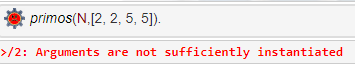 primos(N,[2, 2, 5, 5]).
>/2: Arguments are not sufficiently instantiated